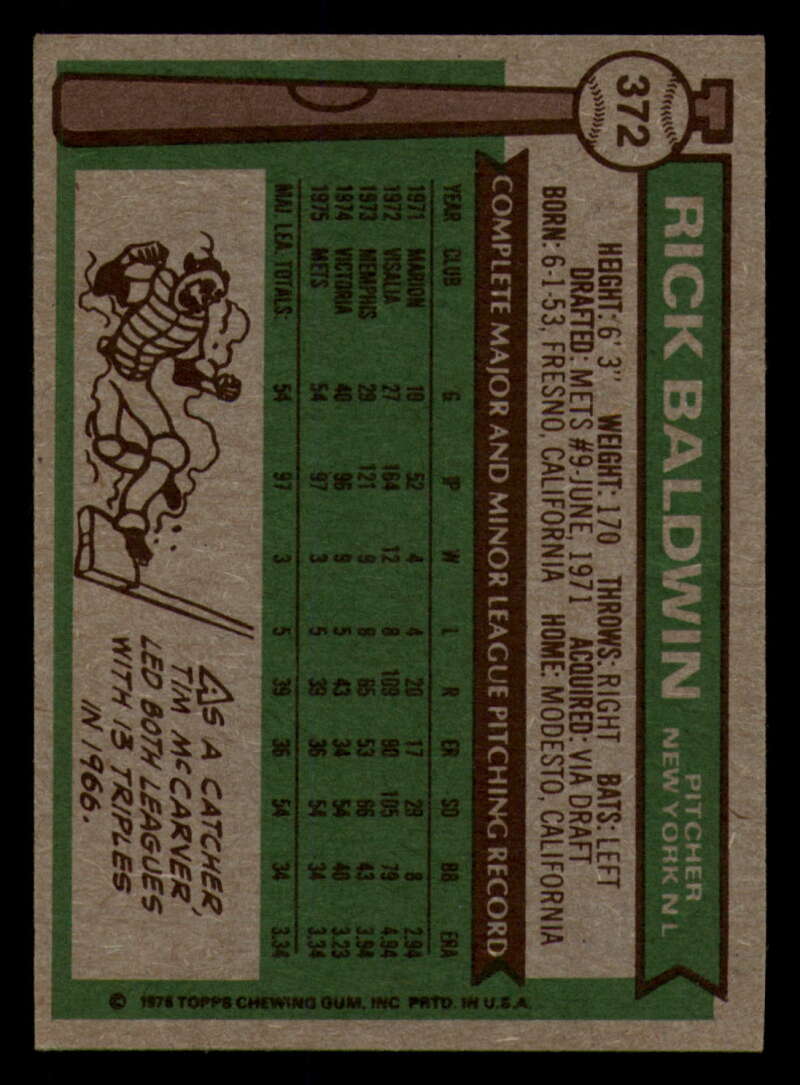 372
RICK BALDWIN
PITCHER
NEW YORK N L
HEIGHT: 6' 3" WEIGHT: 170 THROWS: RIGHT BATS: LEFT
DRAFTED: METS #9-JUNE, 1971 ACQUIRED: VIA DRAFT
BORN: 6-1-53, FRESNO, CALIFORNIA HOME: MODESTO, CALIFORNIA
COMPLETE MAJOR AND MINOR LEAGUE PITCHING RECORD
YEAR CLUB G IP W L R ER SO BB ERA
1971 MARION 10 52 4 4 20 17 29 8 2.94
1972 VISALIA 27 164 12 8 109 90 105 79 4.94
1973 MEMPHIS 29 121 9 8 65 53 66 43 3.94
1974 VICTORIA 40 96 9 5 43 34 54 40 3.23
1975 METS 54 97 3 5 39 36 54 34 3.34
MAJ. LEA. TOTALS: 54 97 3 5 39 36 54 34 3.34
AS A CATCHER
TIM McCARVER,
LED BOTH LEAGUES
WITH 13 TRIPLES
IN 1966.
© 1976 TOPPS CHEWING GUM, INC PRTD. IN U.S.A.